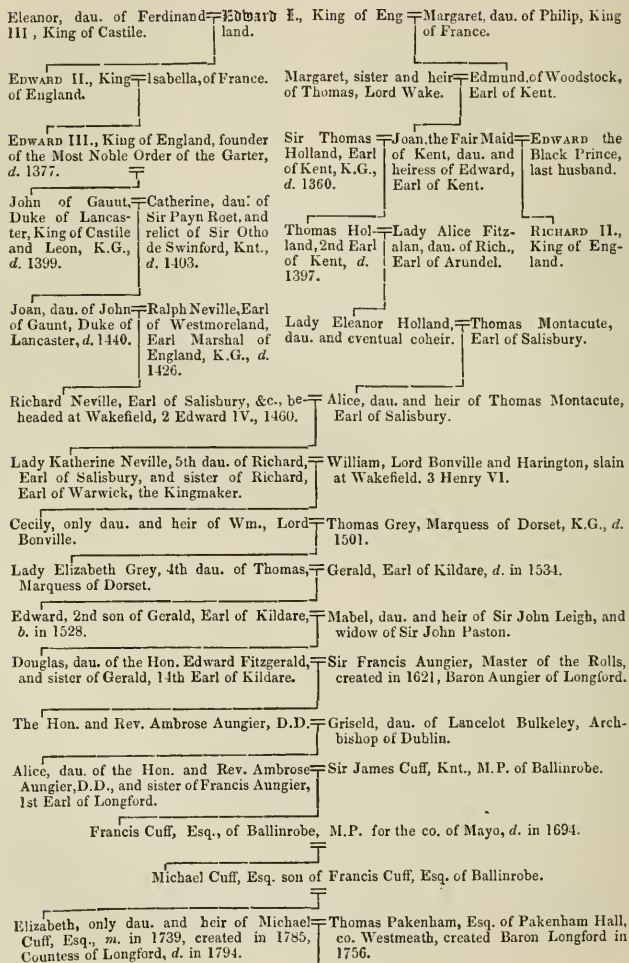 Eleanor, dau. of Ferdinand
III , King of Castile.
Edward I., King of Eng
land.
Margaret, dau. of Philip, King
of France.
Edward II., King
of England.
Isabella, of France.
Margaret, sister and heir
of Thomas, Lord Wake.
Edmund, of Woodstock,
Earl of Kent.
Edward III., King of England, founder
of the Most Noble Order of the Garter,
d. 1377.
Sir Thomas
Holland, Earl
of Kent, K.G.,
d. 1360.
Joan, the Fair Maid
of Kent, dau. and
heiress of Edward,
Earl of Kent.
Edward the
Black Prince,
last husband.
John of Gaunt,
Duke of Lancas-
ter, King of Castile
and Leon, K.G.,
d. 1399.
Catherine, dau. of
Sir Payn Roet, and
relict of Sir Otho
de Swinford, Knt.,
d. 1403.
Thomas Hol-
land, 2nd Earl
of Kent, d.
1397.
Lady Alice Fitz-
alan, dau. of Rich.,
Earl of Arundel.
Richard II.,
King of Eng-
land.
Joan, dau. of John
of Gaunt, Duke of
Lancaster, d. 1440.
Ralph Neville, Earl
of Westmoreland,
Earl Marshal of
England, K.G., d.
1426.
Lady Eleanor Holland,
dau. and eventual coheir.
Thomas Montacute,
Earl of Salisbury.
Richard Neville, Earl of Salisbury, &c., be-
headed at Wakefield, 2 Edward IV., 1460.
Alice, dau. and heir of Thomas Montacute,
Earl of Salisbury.
Lady Katherine Neville, 5th dau. of Richard,
Earl of Salisbury, and sister of Richard,
Earl of Warwick, the Kingmaker.
William, Lord Bonville and Harington, slain
at Wakefield. 3 Henry VI.
Cecily, only dau. and heir of Wm., Lord
Bonville.
Thomas Grey, Marquess of Dorset, K.G., d.
1501.
Lady Elizabeth Grey, 4th dau. of Thomas,
Marquess of Dorset.
Gerald, Earl of Kildare, d. in 1534.
Edward, 2nd son of Gerald, Earl of Kildare,
b. in 1528.
Mabel, dau. and heir of Sir John Leigh, and
widow of Sir John Paston.
Douglas, dau. of the Hon. Edward Fitzgerald,
and sister of Gerald, 14th Earl of Kildare.
Sir Francis Aungier, Master of the Rolls,
created in 1621, Baron Aungier of Longford.
The Hon. and Rev. Ambrose Aungier, D.D.
Griseld, dau. of Lancelot Bulkeley, Arch-
bishop of Dublin.
Alice, dau. of the Hon. and Rev. Ambrose
Aungier, D.D., and sister of Francis Aungier,
1st Earl of Longford.
Sir James Cuff, Knt., M.P. of Ballinrobe.
Francis Cuff, Esq., of Ballinrobe, M.P. for the co. of Mayo, d. in 1694.
Michael Cuff, Esq. son of Francis Cuff, Esq. of Ballinrobe.
Elizabeth, only dau. and heir of Michael
Cuff, Esq., m. in 1739, created in 1785,
Countess of Longford, d. in 1794.
Thomas Pakenham, Esq. of Pakenham Hall,
co. Westmeath, created Baron Longford in
1756.